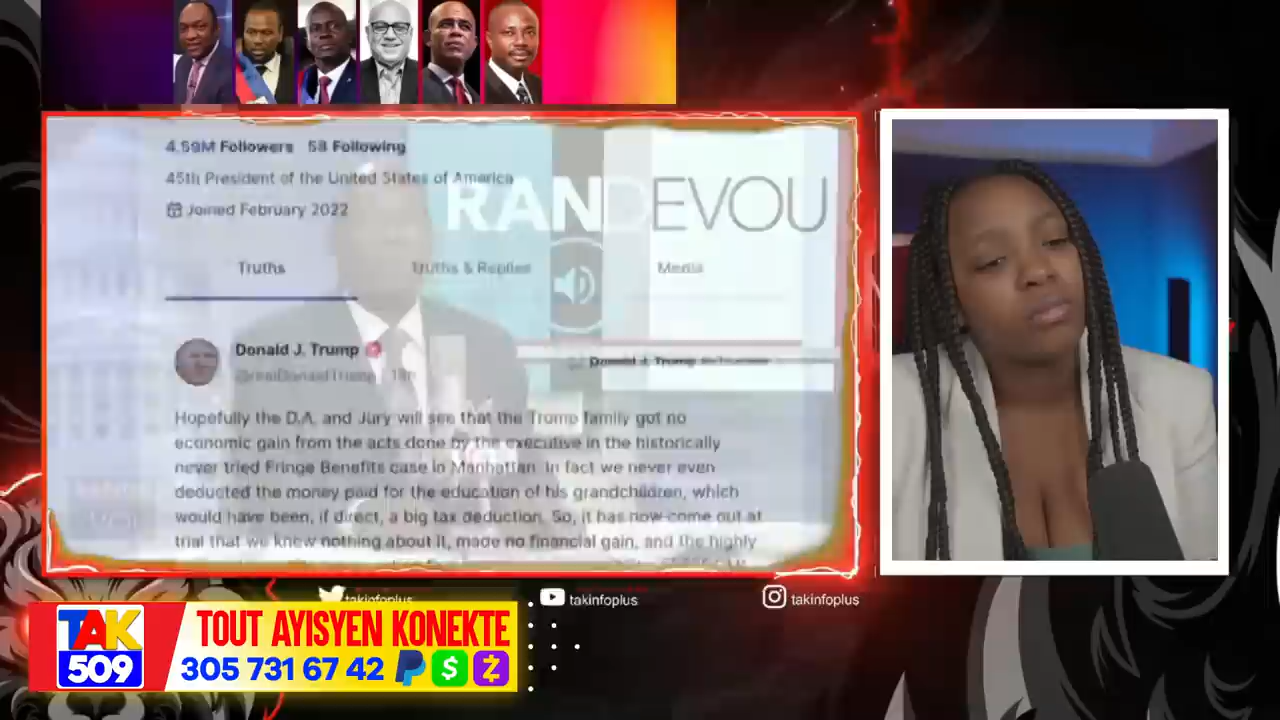 4.59M Followers 58 Following
45th President of the United States of America
Joined February 2022
RANDEVOU
Truths Truths & Replies Media
Donald J. Trump
@realDonaldTrump 18h
Donald J. Trump
Hopefully the D.A. and Jury will see that the Trump family got no
economic gain from the acts done by the executive in the historically
never tried Fringe Benefits case in Manhattan. In fact we never even
deducted the money paid for the education of his grandchildren, which
would have been, if direct, a big tax deduction. So, it has now come out at
trial that we knew nothing about it, made no financial gain, and the highly
takinfoplus takinfoplus takinfoplus
TAK
509
TOUT AYISYEN KONEKTE
305 731 67 42